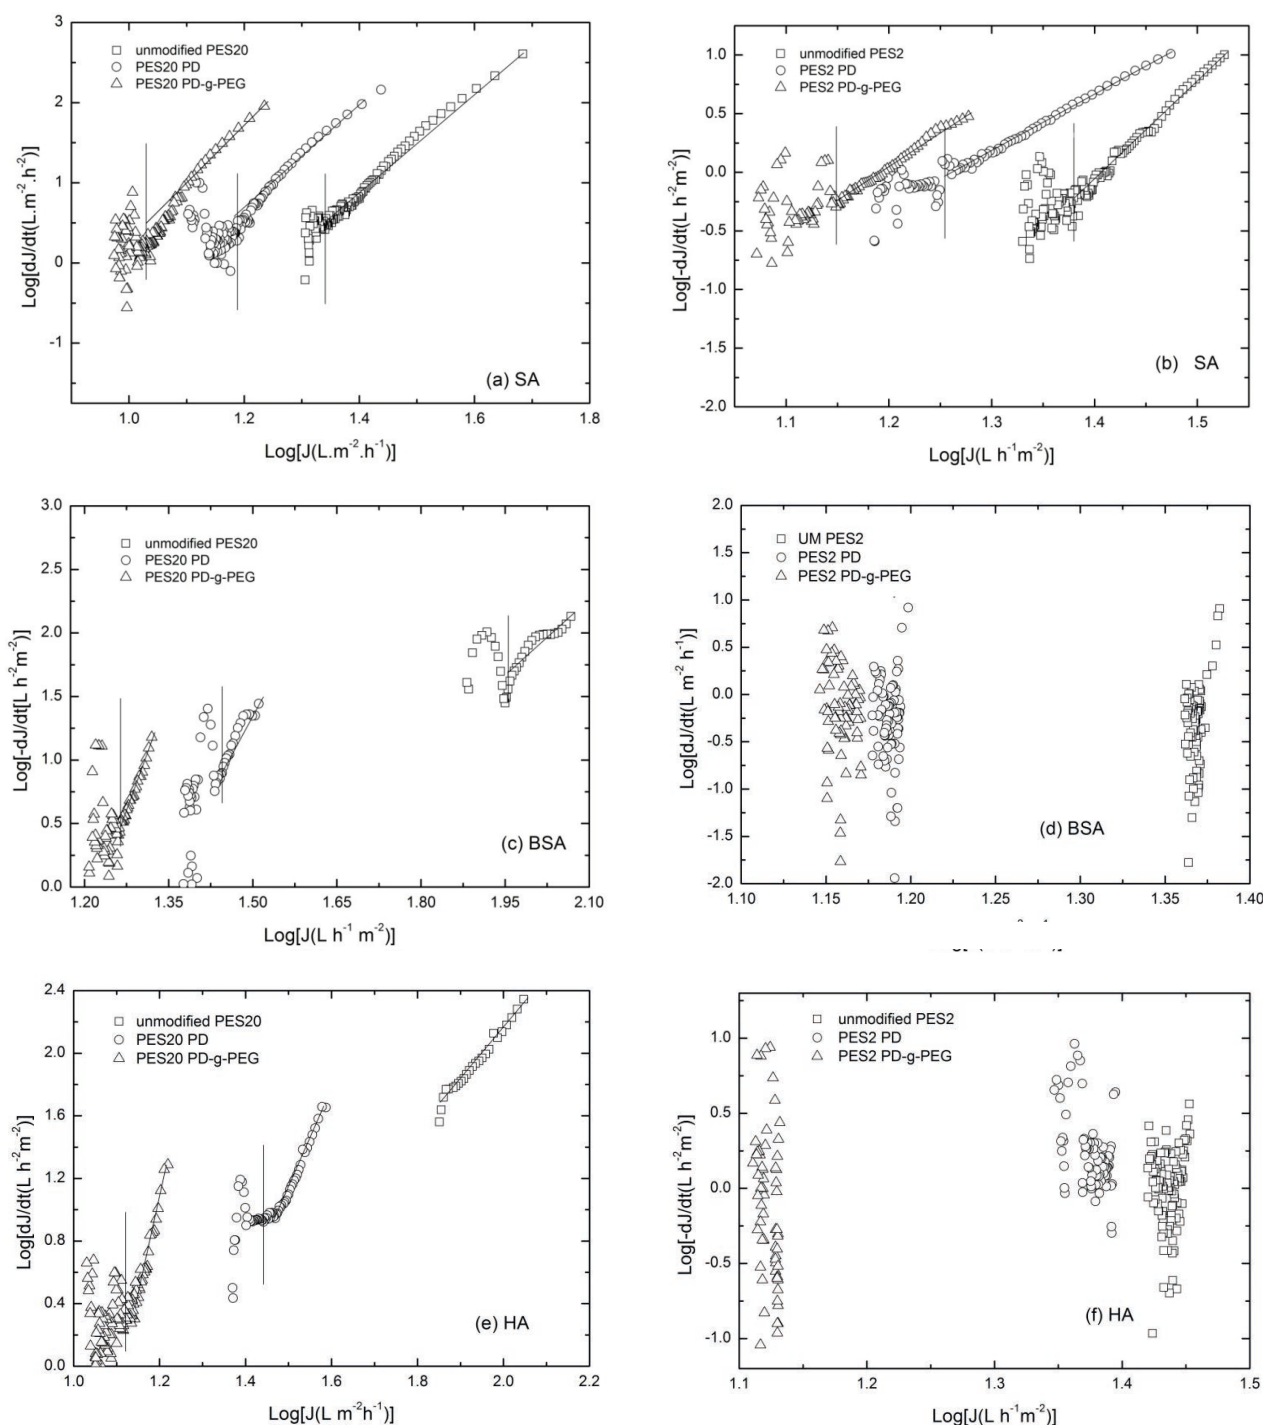 3
2
1
0
-1
Log[dJ/dt(L.m⁻².h⁻²)]
□ unmodified PES20
○ PES20 PD
△ PES20 PD-g-PEG
(a) SA
1.0 1.2 1.4 1.6 1.8
Log[J(L.m⁻².h⁻¹)]
1.0
0.5
0.0
-0.5
-1.0
-1.5
-2.0
Log[-dJ/dt(L h⁻²m⁻²)]
□ unmodified PES2
○ PES2 PD
△ PES2 PD-g-PEG
(b) SA
1.1 1.2 1.3 1.4 1.5
Log[J(L h⁻¹m⁻²)]
3.0
2.5
2.0
1.5
1.0
0.5
0.0
Log[-dJ/dt[L h⁻²m⁻²)]
□ unmodified PES20
○ PES20 PD
△ PES20 PD-g-PEG
(c) BSA
1.20 1.35 1.50 1.65 1.80 1.95 2.10
Log[J(L h⁻¹ m⁻²)]
2.0
1.5
1.0
0.5
0.0
-0.5
-1.0
-1.5
-2.0
Log[dJ/dt(L m⁻² h⁻¹)]
□ UM PES2
○ PES2 PD
△ PES2 PD-g-PEG
(d) BSA
1.10 1.15 1.20 1.25 1.30 1.35 1.40
2.4
2.0
1.6
1.2
0.8
0.4
0.0
Log[dJ/dt(L h⁻²m⁻²)]
□ unmodified PES20
○ PES20 PD
△ PES20 PD-g-PEG
(e) HA
1.0 1.2 1.4 1.6 1.8 2.0 2.2
Log[J(L m⁻²h⁻¹)]
1.0
0.5
0.0
-0.5
-1.0
Log[-dJ/dt(L h⁻²m⁻²)]
□ unmodified PES2
○ PES2 PD
△ PES2 PD-g-PEG
(f) HA
1.1 1.2 1.3 1.4 1.5
Log[J(L h⁻¹m⁻²)]